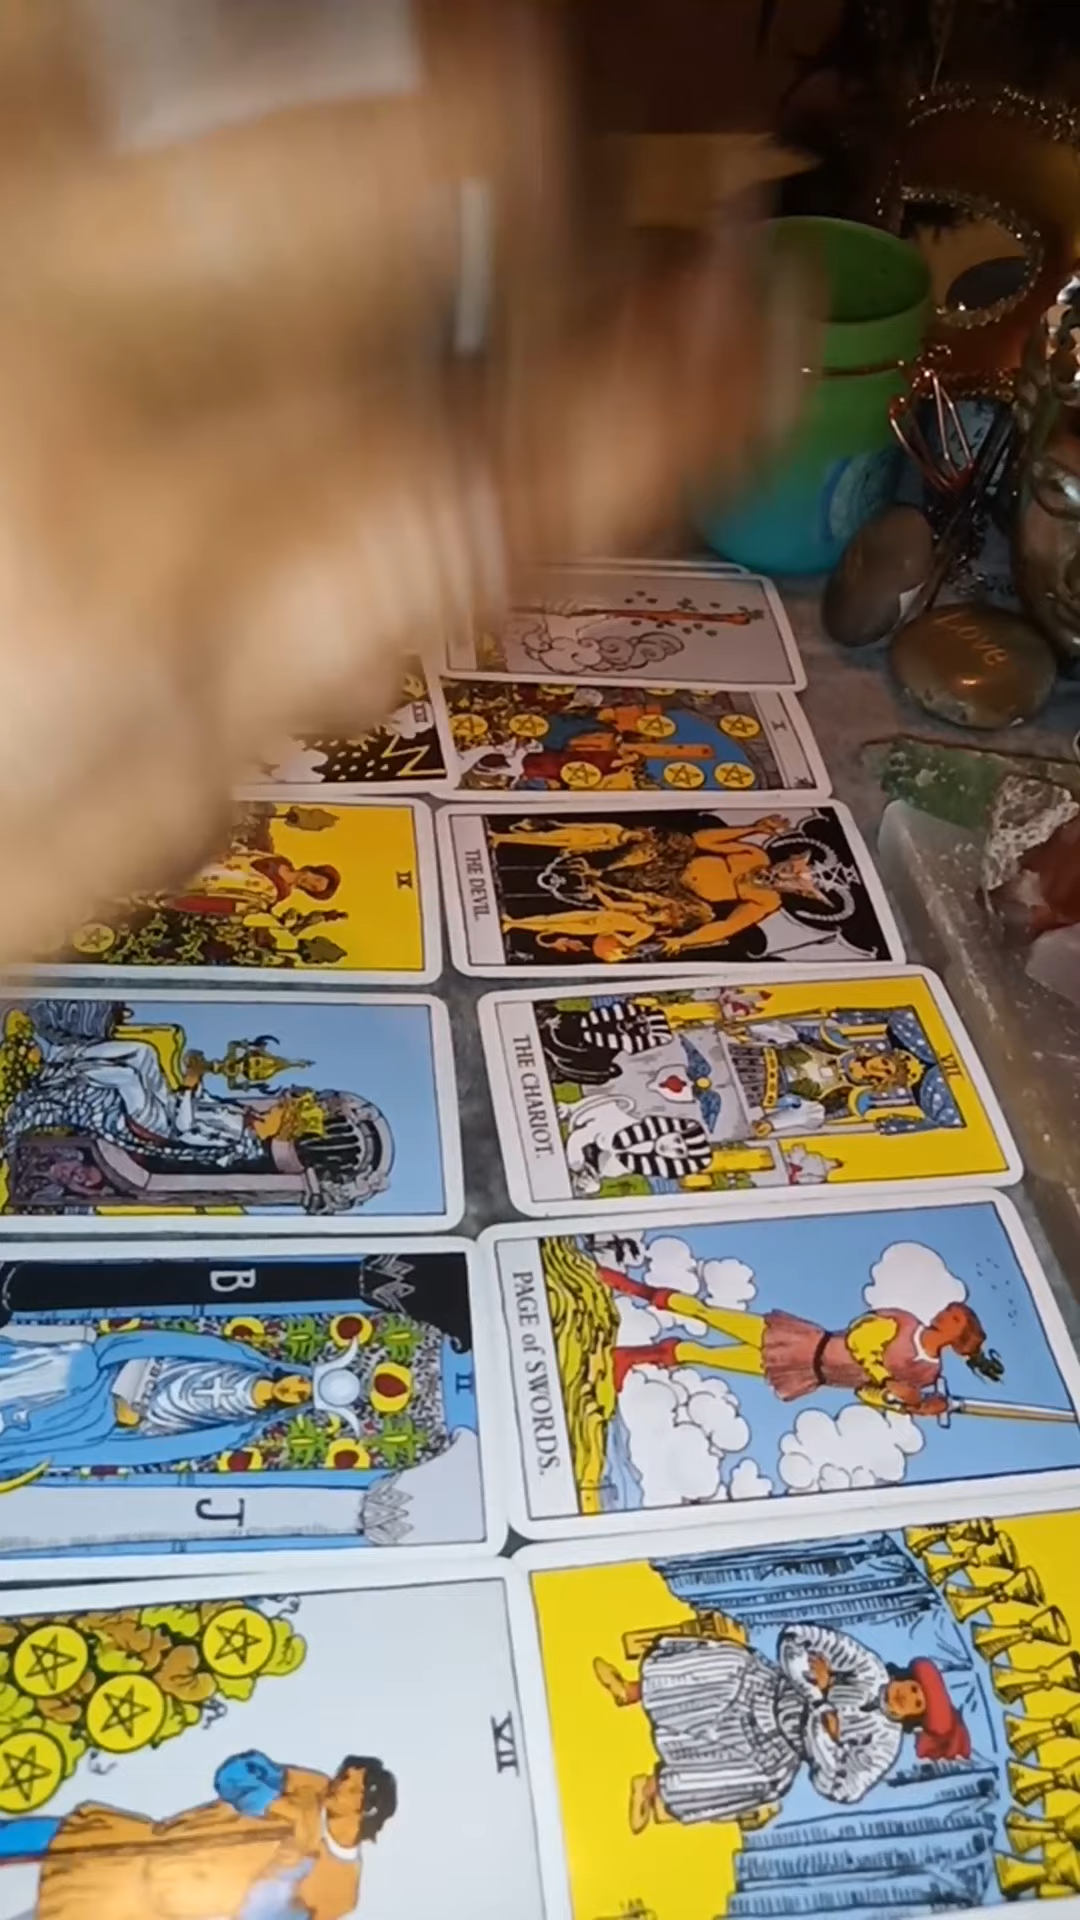 Love
X
IX
THE DEVIL.
THE CHARIOT.
VII
B
II
J
PAGE of SWORDS.
VII